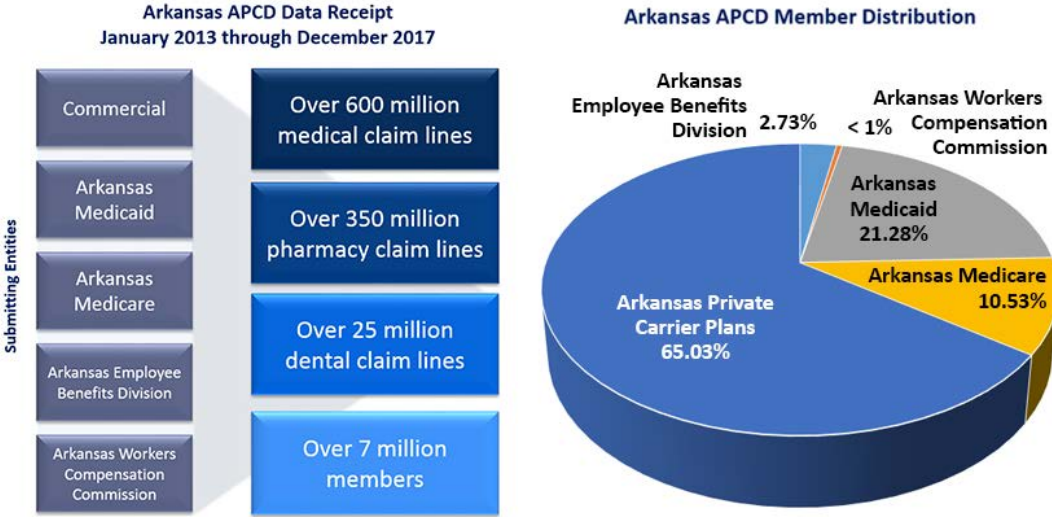 Arkansas APCD Data Receipt
January 2013 through December 2017
Submitting Entities
Commercial
Arkansas
Medicaid
Arkansas
Medicare
Arkansas Employee
Benefits Division
Arkansas Workers
Compensation
Commission
Over 600 million
medical claim lines
Over 350 million
pharmacy claim lines
Over 25 million
dental claim lines
Over 7 million
members
Arkansas APCD Member Distribution
Arkansas
Employee Benefits
Division
2.73%
< 1%
Arkansas Workers
Compensation
Commission
Arkansas
Medicaid
21.28%
Arkansas Medicare
10.53%
Arkansas Private
Carrier Plans
65.03%